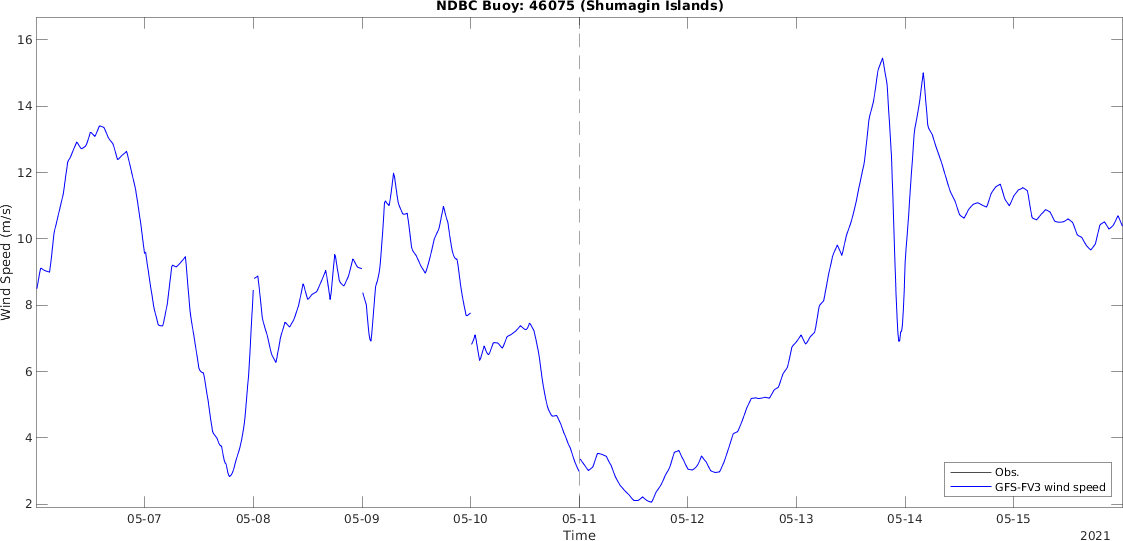 NDBC Buoy: 46075 (Shumagin Islands)
16
14
12
10
8
6
4
2
Wind Speed (m/s)
Obs.
GFS-FV3 wind speed
05-07 05-08 05-09 05-10 05-11 05-12 05-13 05-14 05-15
Time
2021